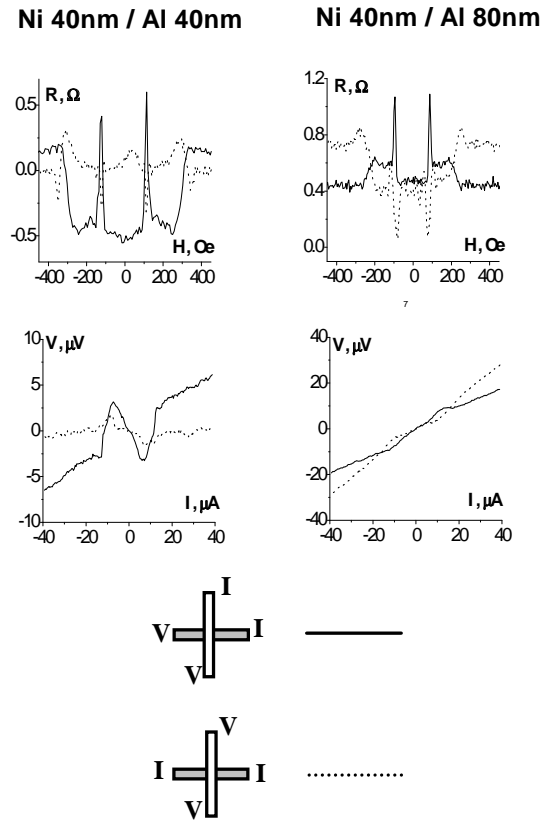 Ni 40nm / Al 40nm
Ni 40nm / Al 80nm
R, Ω
0.5
0.0
-0.5
H, Oe
-400 -200 0 200 400
R, Ω
1.2
0.8
0.4
0.0
H, Oe
-400 -200 0 200 400
7
10
V, μV
5
0
-5
-10
I, μA
-40 -20 0 20 40
40
V, μV
20
0
-20
-40
I, μA
-40 -20 0 20 40
I
V I
V
V
I I
V